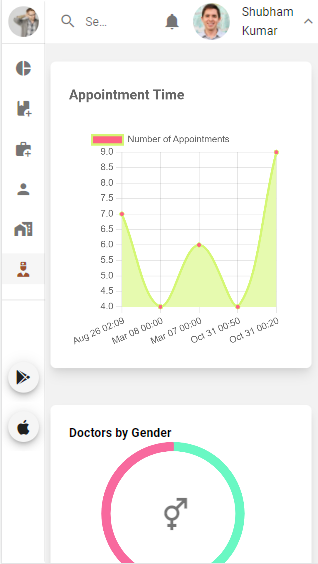 Se...
Shubham
Kumar
Appointment Time
Number of Appointments
9.0
8.5
8.0
7.5
7.0
6.5
6.0
5.5
5.0
4.5
4.0
Aug 26 02:09
Mar 08 00:00
Mar 07 00:00
Oct 31 00:50
Oct 31 00:20
Doctors by Gender